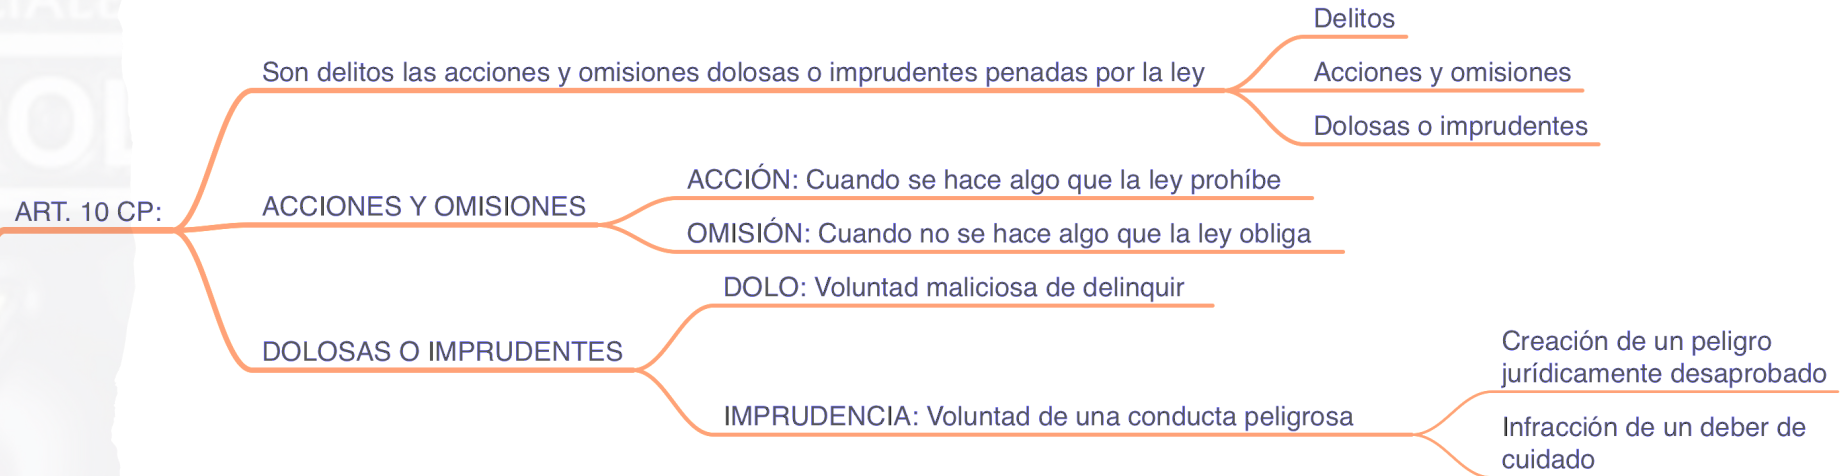 Delitos
Son delitos las acciones y omisiones dolosas o imprudentes penadas por la ley
Acciones y omisiones
Dolosas o imprudentes
ACCIÓN: Cuando se hace algo que la ley prohíbe
ART. 10 CP:
ACCIONES Y OMISIONES
OMISIÓN: Cuando no se hace algo que la ley obliga
DOLO: Voluntad maliciosa de delinquir
DOLOSAS O IMPRUDENTES
Creación de un peligro
jurídicamente desaprobado
IMPRUDENCIA: Voluntad de una conducta peligrosa
Infracción de un deber de
cuidado